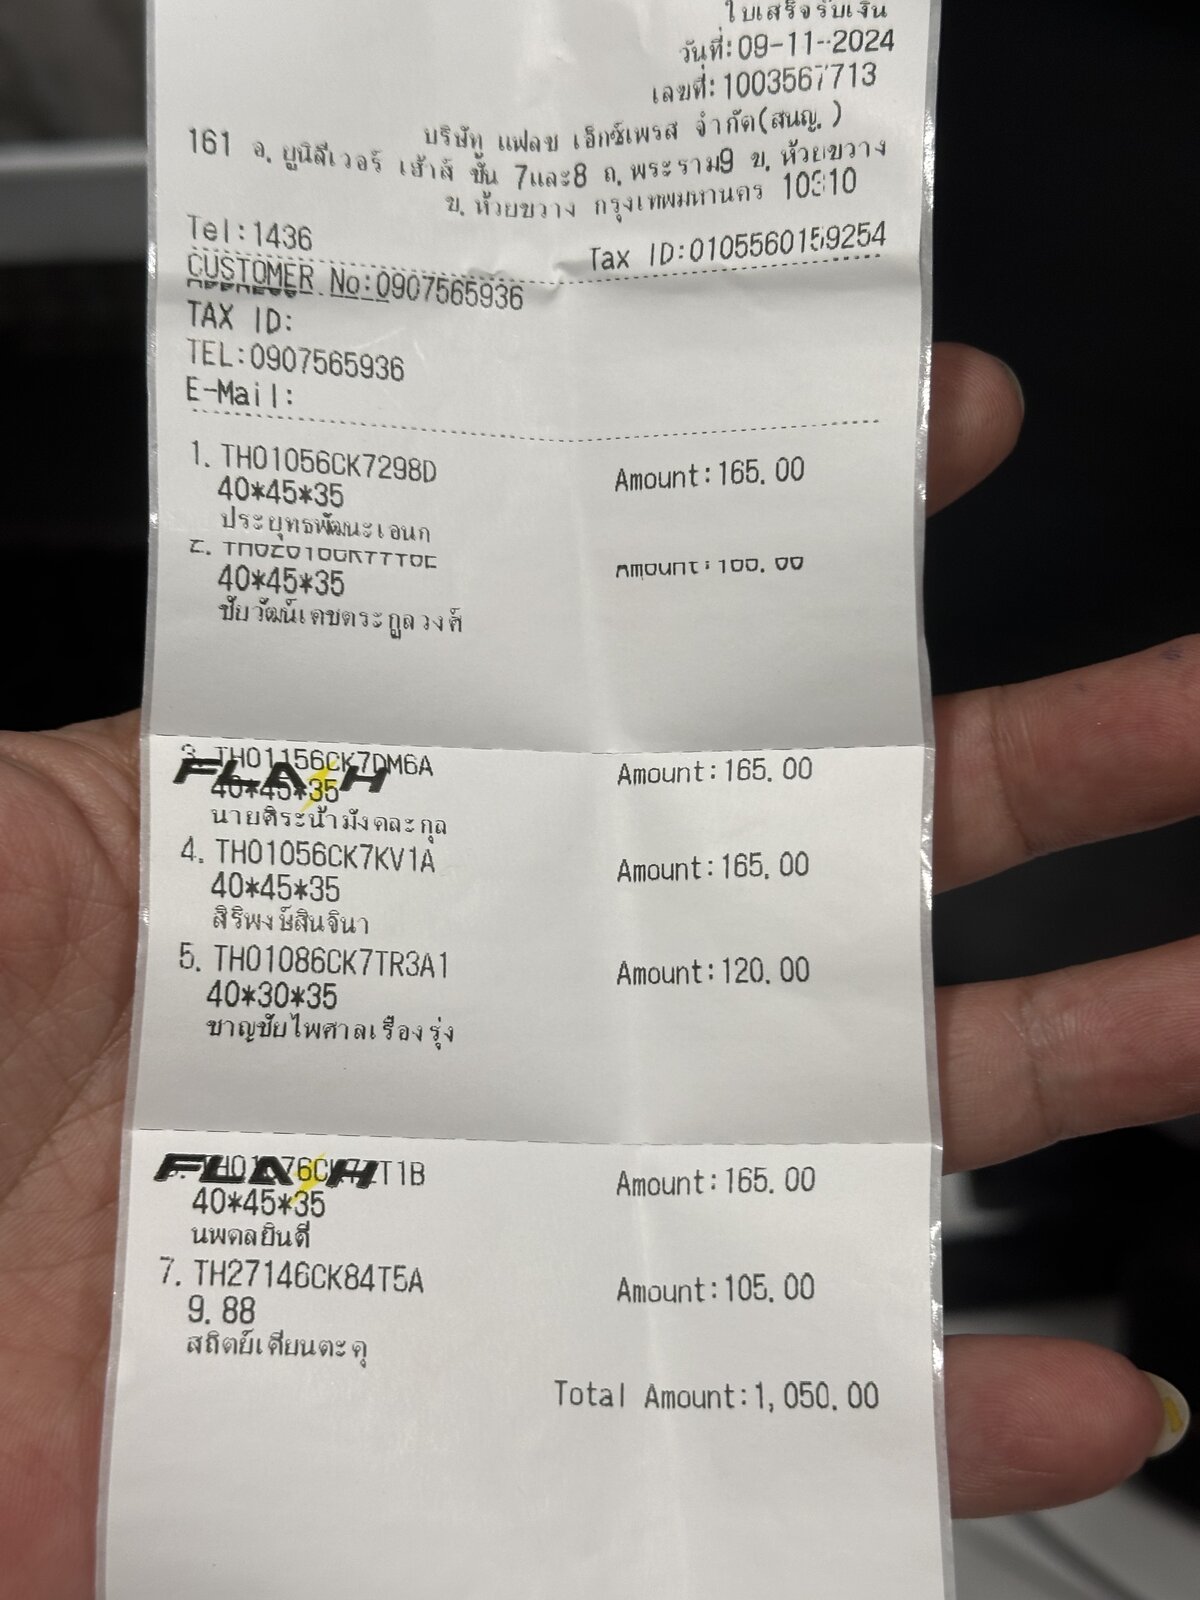 ใบเสร็จรับเงิน
วันที่:09-11-2024
เลขที่:1003567713
บริษัท แฟลช เอ็กซ์เพรส จำกัด(สนญ.)
161 อ.ยูนิลีเวอร์ เฮ้าส์ ชั้น 7และ8 ถ.พระราม9 ข.ห้วยขวาง
ข.ห้วยขวาง กรุงเทพมหานคร 10310
Tel:1436
Tax ID:0105560159254
CUSTOMER No:0907565936
TAX ID:
TEL:0907565936
E-Mail:
1. TH01056CK7298D Amount:165.00
40*45*35
ประยุทธพัฒนะเอนก
2. Amount:
40*45*35
ชัยวัฒน์เดชตระกูลวงศ์
3. TH01156CK7DM6A Amount:165.00
FLASH
40*45*35
นายศิระน้ามังคละกุล
4. TH01056CK7KV1A Amount:165.00
40*45*35
สิริพงษ์สินจินา
5. TH01086CK7TR3A1 Amount:120.00
40*30*35
ชาญชัยไพศาลเรืองรุ่ง
FLASH
Amount:165.00
40*45*35
นพดลยินดี
7. TH27146CK84T5A Amount:105.00
9.88
สถิตย์เศียนตะคุ
Total Amount:1,050.00